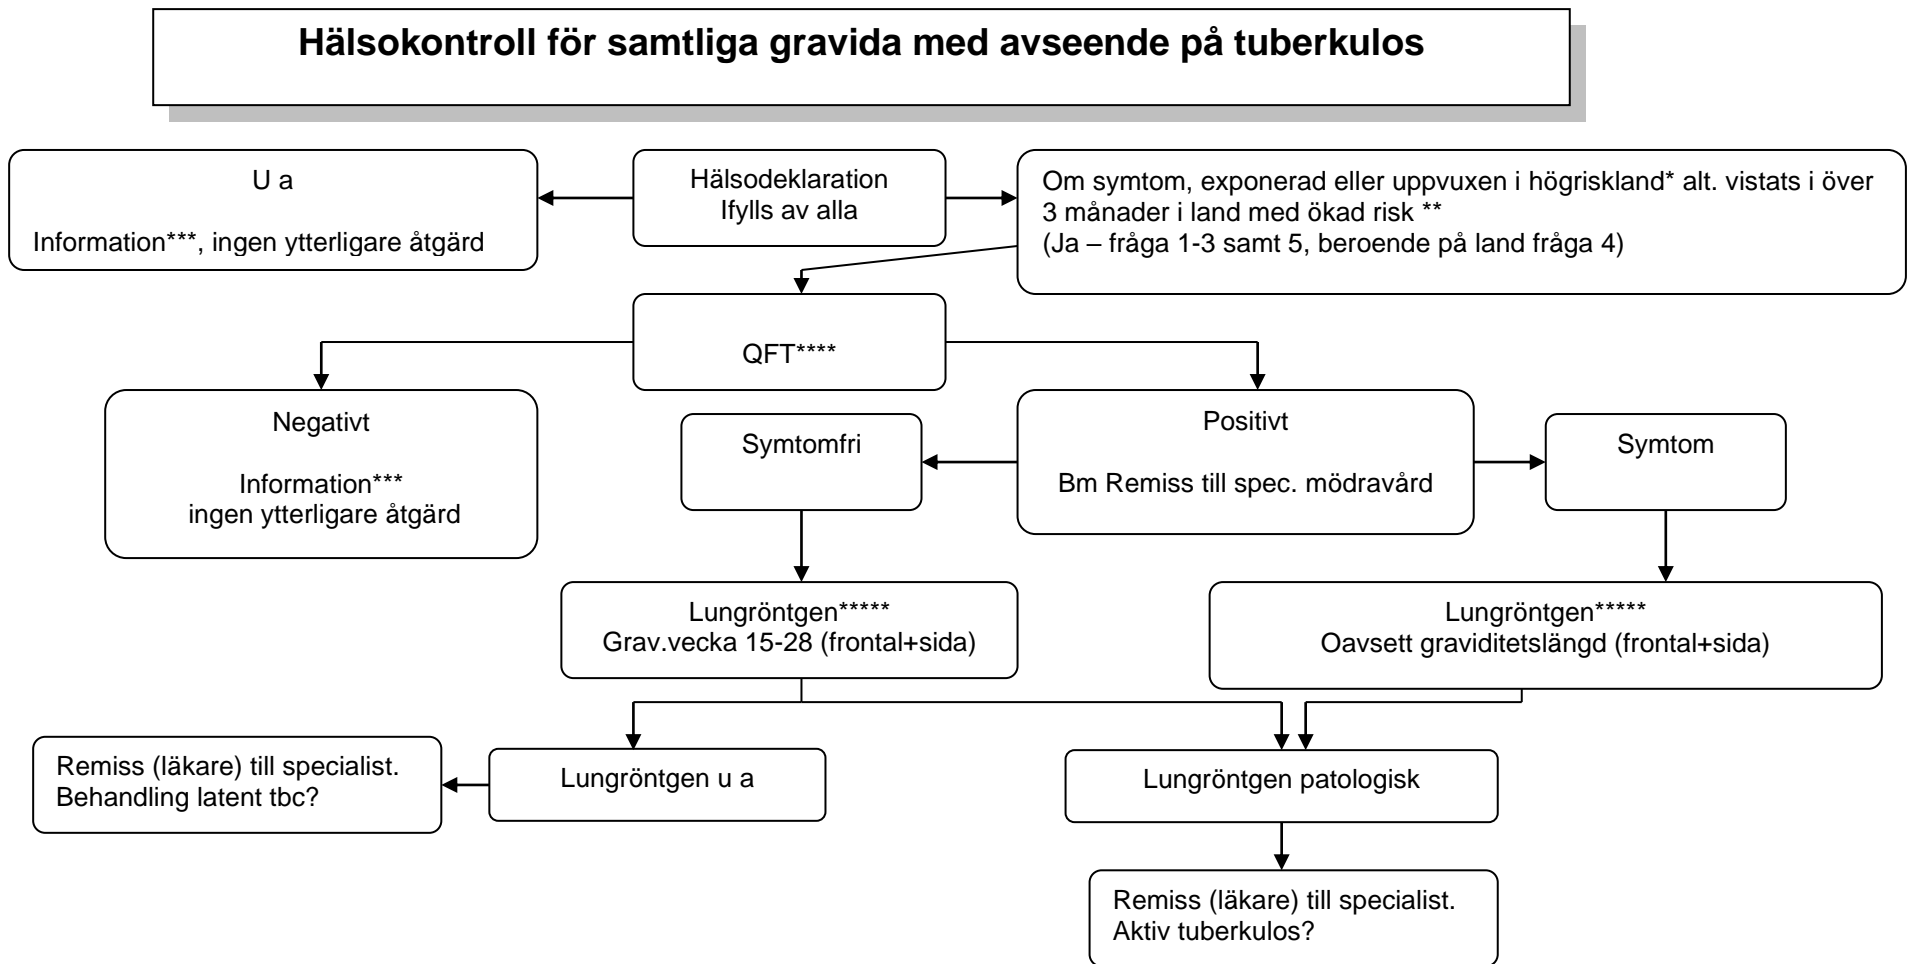 Hälsokontroll för samtliga gravida med avseende på tuberkulos
U a
Information***, ingen ytterligare åtgärd
Hälsodeklaration
Ifylls av alla
Om symtom, exponerad eller uppvuxen i högriskland* alt. vistats i över
3 månader i land med ökad risk **
(Ja – fråga 1-3 samt 5, beroende på land fråga 4)
QFT****
Negativt
Information***
ingen ytterligare åtgärd
Symtomfri
Positivt
Bm Remiss till spec. mödravård
Symtom
Lungröntgen*****
Grav.vecka 15-28 (frontal+sida)
Lungröntgen*****
Oavsett graviditetslängd (frontal+sida)
Remiss (läkare) till specialist.
Behandling latent tbc?
Lungröntgen u a
Lungröntgen patologisk
Remiss (läkare) till specialist.
Aktiv tuberkulos?